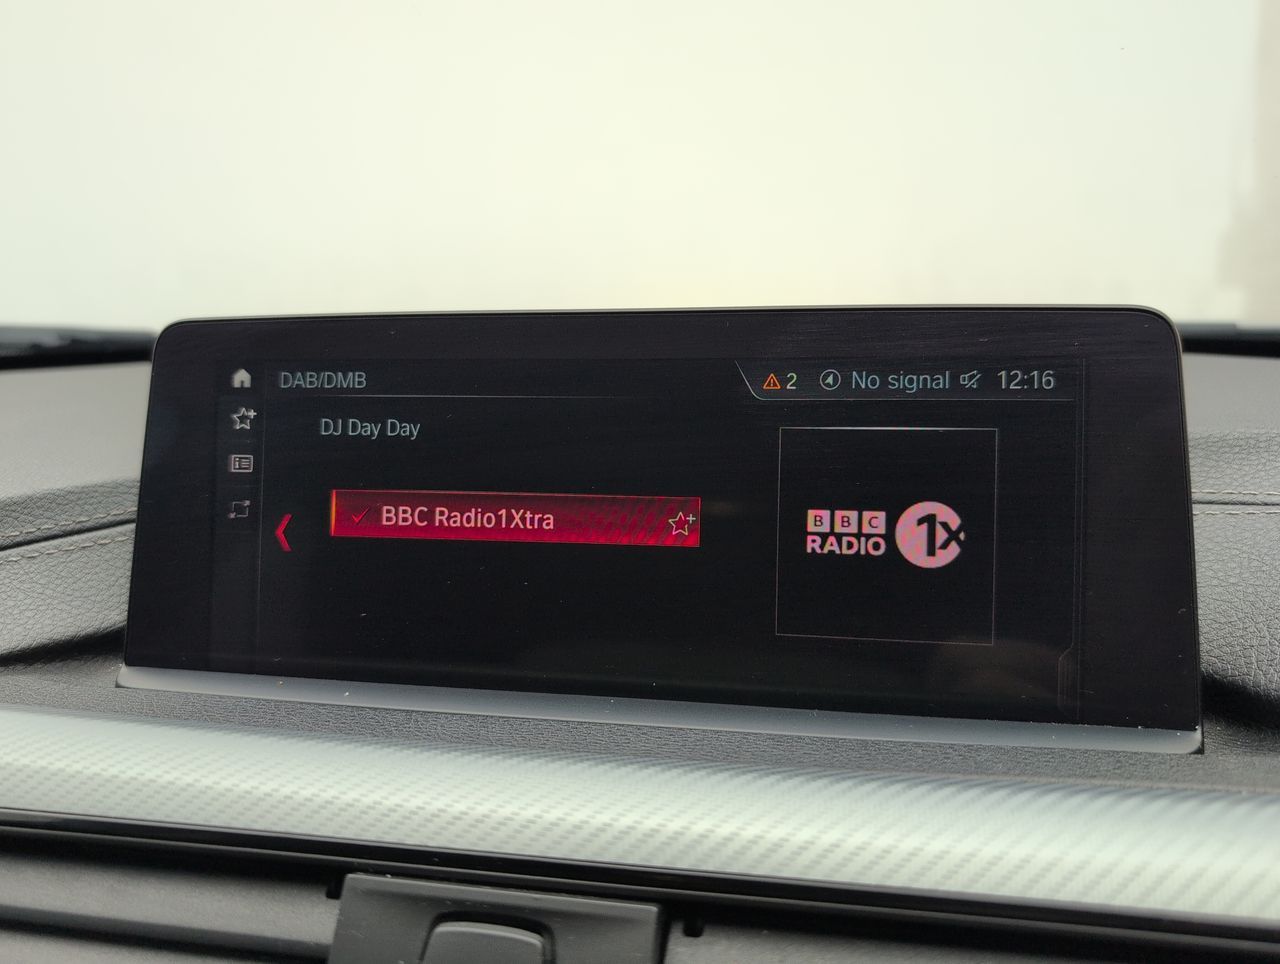 DAB/DMB
2 No signal 12:16
DJ Day Day
BBC Radio1Xtra
BBC
RADIO 1X